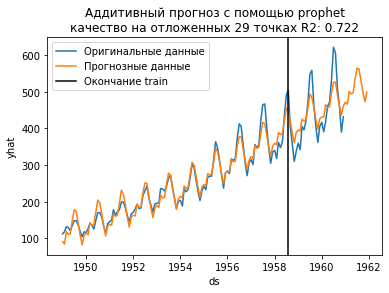 Аддитивный прогноз с помощью prophet
качество на отложенных 29 точках R2: 0.722
Оригинальные данные
Прогнозные данные
Окончание train
600
500
400
300
200
100
yhat
1950 1952 1954 1956 1958 1960 1962
ds